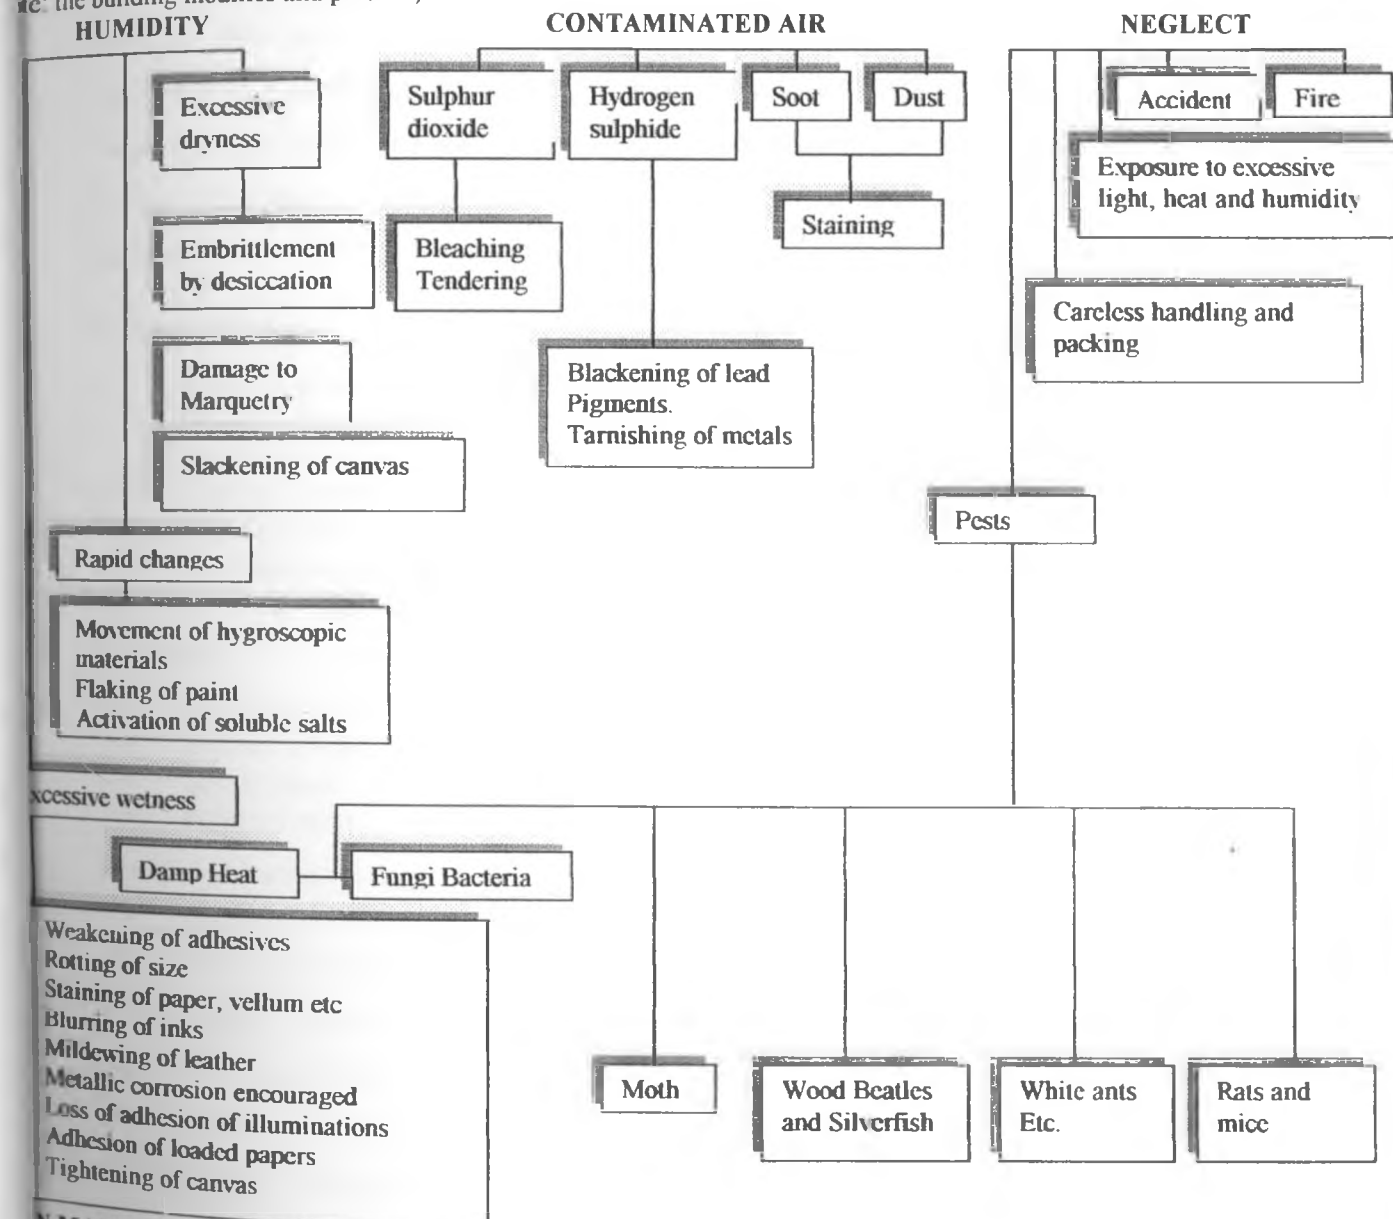 the building
HUMIDITY
CONTAMINATED AIR
NEGLECT
Excessive
dryness
Embrittlement
by desiccation
Damage to
Marquetry
Slackening of canvas
Rapid changes
Movement of hygroscopic
materials
Flaking of paint
Activation of soluble salts
xcessive wetness
Damp Heat
Fungi Bacteria
Weakening of adhesives
Rotting of size
Staining of paper, vellum etc
Blurring of inks
Mildewing of leather
Metallic corrosion encouraged
Loss of adhesion of illuminations
Adhesion of loaded papers
Tightening of canvas
Sulphur
dioxide
Bleaching
Tendering
Hydrogen
sulphide
Blackening of lead
Pigments.
Tarnishing of metals
Soot
Dust
Staining
Accident
Fire
Exposure to excessive
light, heat and humidity
Careless handling and
packing
Pests
Moth
Wood Beatles
and Silverfish
White ants
Etc.
Rats and
mice